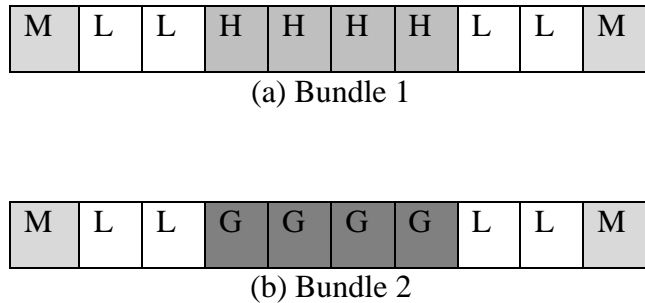 M L L H H H H L L M
(a) Bundle 1
M L L G G G G L L M
(b) Bundle 2